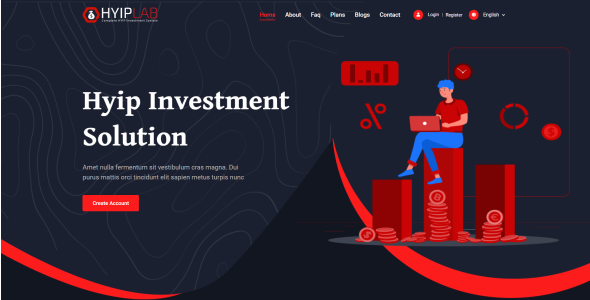 HYIPLAB
Complete HYIP Investment System
Home About Faq Plans Blogs Contact Login / Register English
Hyip Investment
Solution
Amet nulla fermentum sit vestibulum cras magna. Dui
purus mattis orci tincidunt elit sapien metus turpis nunc
Create Account